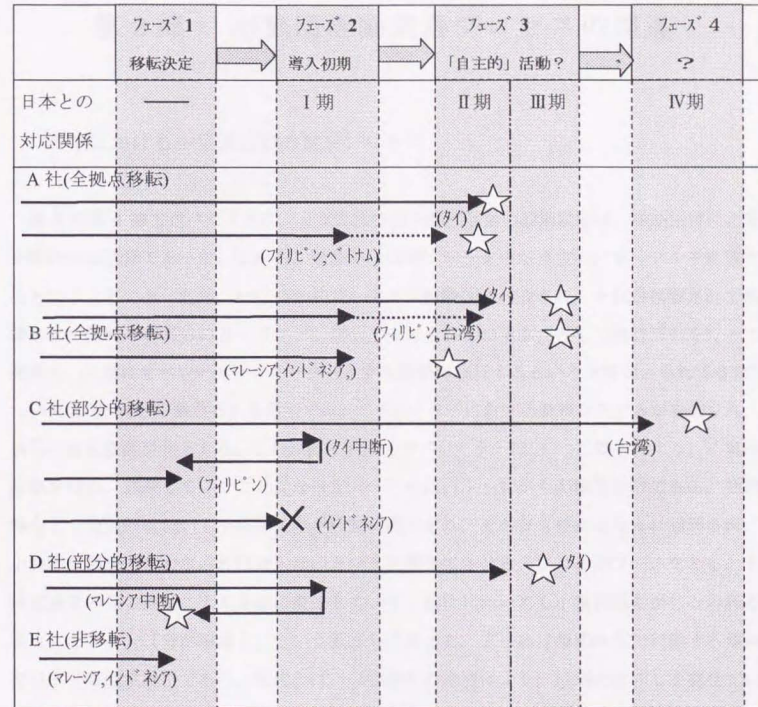 ﾌｪｰｽﾞ 1 ﾌｪｰｽﾞ 2 ﾌｪｰｽﾞ 3 ﾌｪｰｽﾞ 4
移転決定 導入初期 「自主的」活動？ ？
日本との対応関係 ―― Ⅰ期 Ⅱ期 Ⅲ期 Ⅳ期
A 社(全拠点移転)
(ﾀｲ)
(ﾌｨﾘﾋﾟﾝ,ﾍﾞﾄﾅﾑ)
(ﾀｲ)
B 社(全拠点移転) (ﾌｨﾘﾋﾟﾝ,台湾)
(ﾏﾚｰｼｱ,ｲﾝﾄﾞﾈｼｱ,)
C 社(部分的移転)
(ﾀｲ中断) (台湾)
(ﾌｨﾘﾋﾟﾝ)
(ｲﾝﾄﾞﾈｼｱ)
D 社(部分的移転) (ﾀｲ)
(ﾏﾚｰｼｱ中断)
E 社(非移転)
(ﾏﾚｰｼｱ,ｲﾝﾄﾞﾈｼｱ)